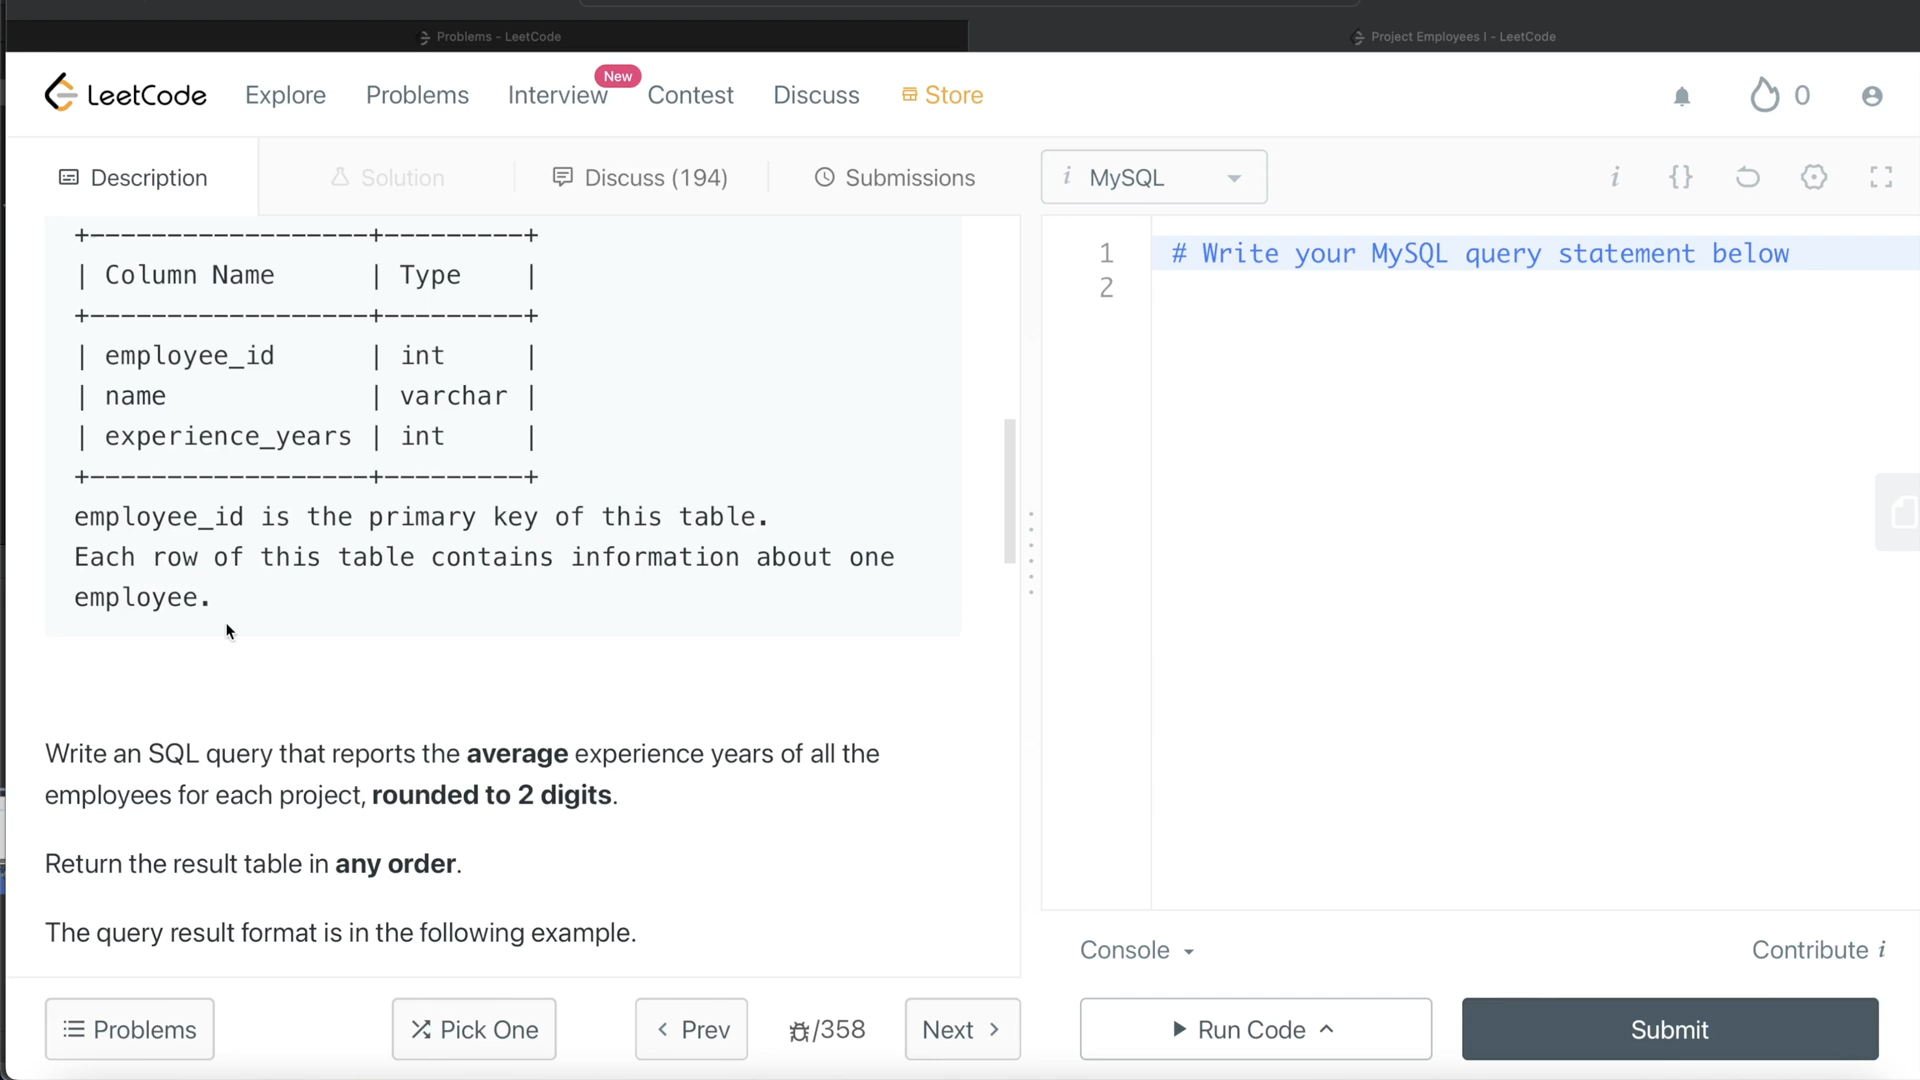 Problems - LeetCode
Project Employees I - LeetCode
LeetCode
Explore
Problems
Interview
New
Contest
Discuss
Store
0
Description
Solution
Discuss (194)
Submissions
i MySQL
i
{}
+------------------+---------+
| Column Name      | Type    |
+------------------+---------+
| employee_id      | int     |
| name             | varchar |
| experience_years | int     |
+------------------+---------+
employee_id is the primary key of this table.
Each row of this table contains information about one
employee.
Write an SQL query that reports the average experience years of all the
employees for each project, rounded to 2 digits.
Return the result table in any order.
The query result format is in the following example.
1 # Write your MySQL query statement below
2
Console
Contribute i
Problems
Pick One
Prev
/358
Next
Run Code
Submit